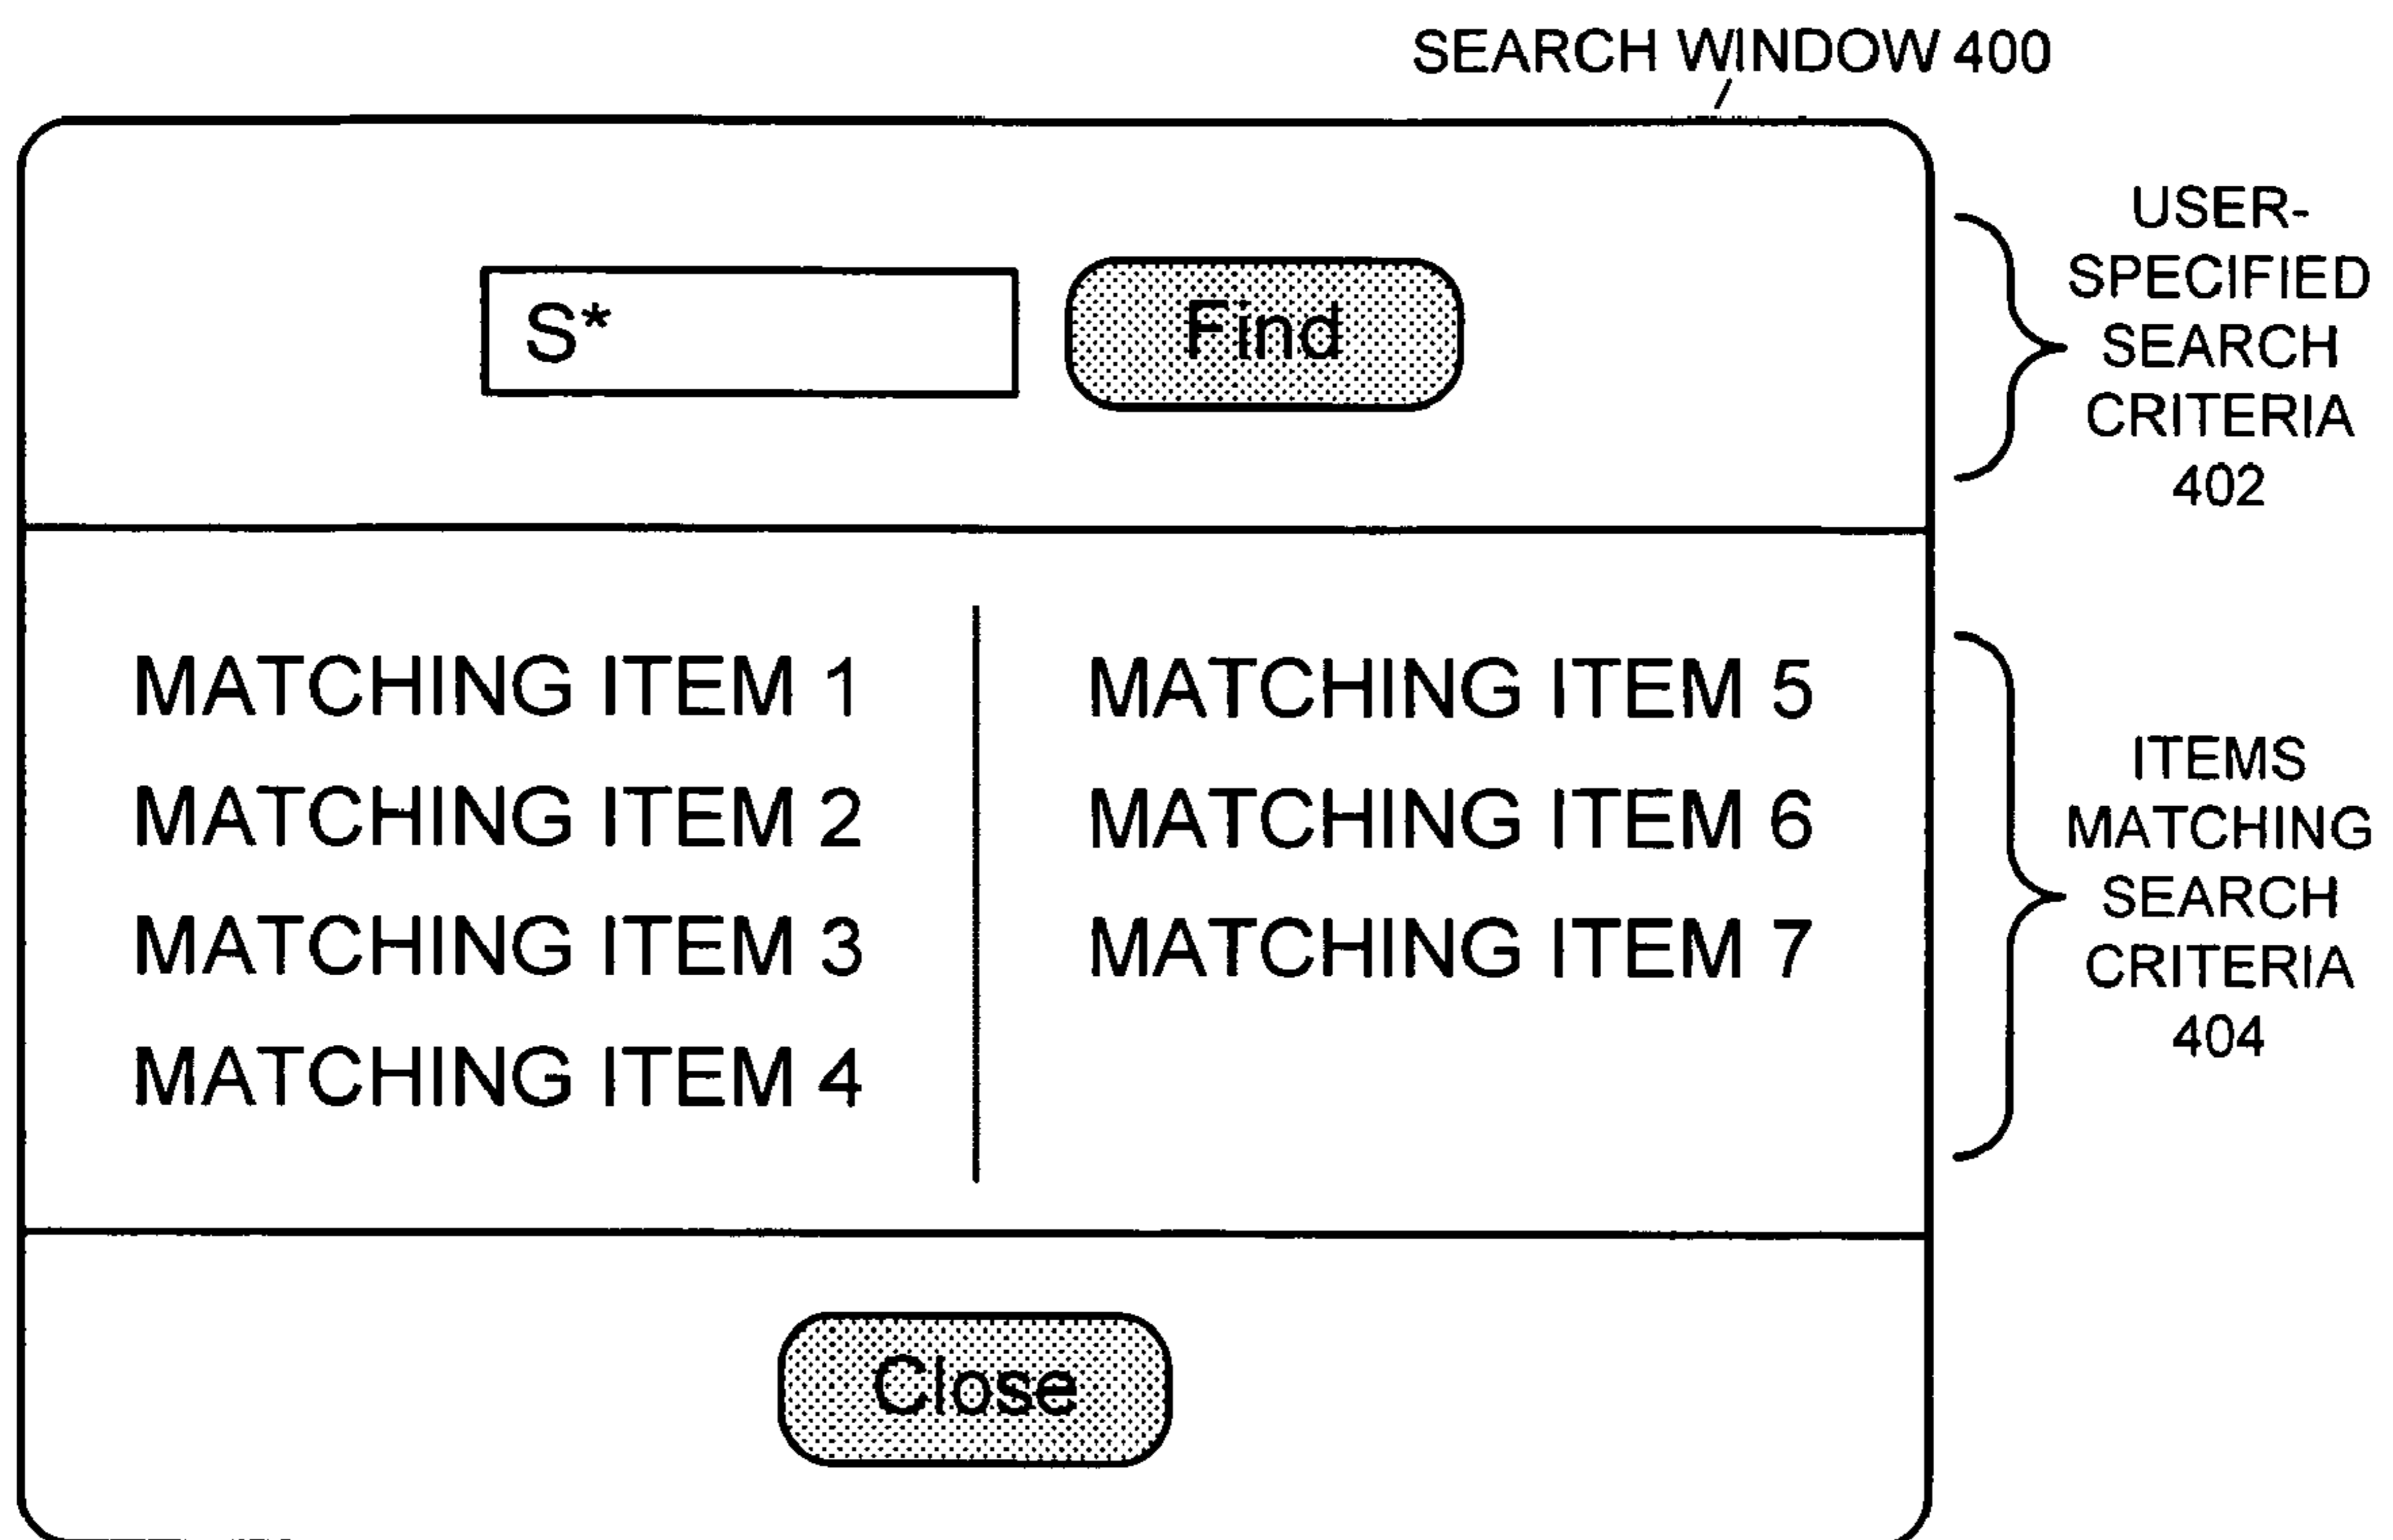 SEARCH WINDOW 400
S*
Find
USER-
SPECIFIED
SEARCH
CRITERIA
402
MATCHING ITEM 1
MATCHING ITEM 2
MATCHING ITEM 3
MATCHING ITEM 4
MATCHING ITEM 5
MATCHING ITEM 6
MATCHING ITEM 7
ITEMS
MATCHING
SEARCH
CRITERIA
404
Close